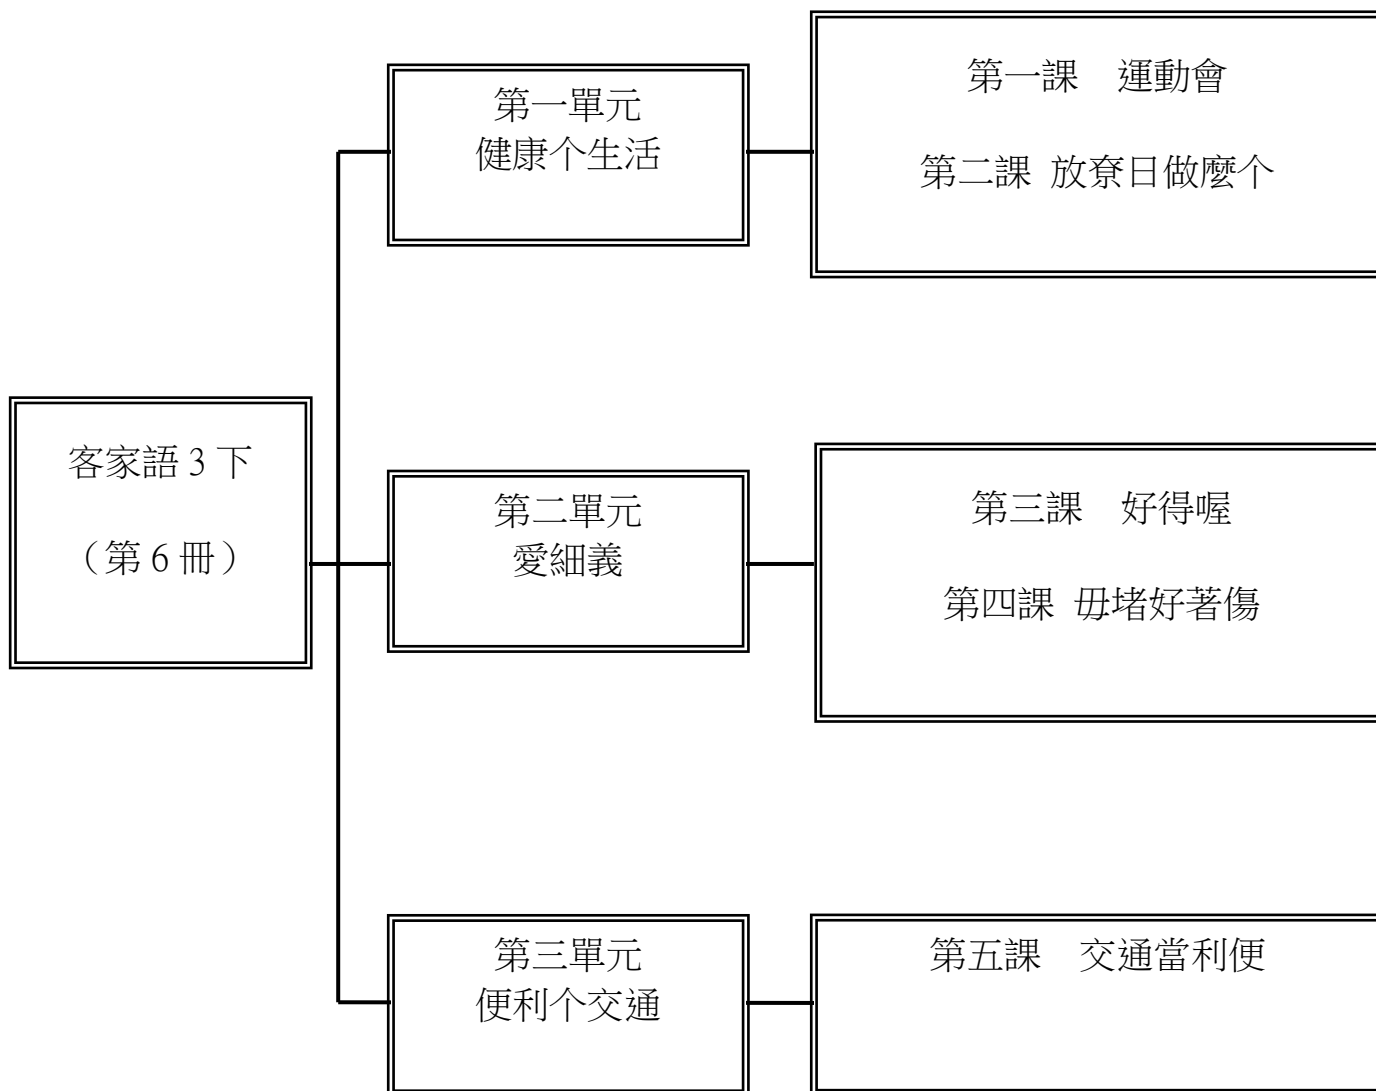 客家語 3 下
（第 6 冊）
第一單元
健康个生活
第一課　運動會
第二課 放尞日做麼个
第二單元
愛細義
第三課　好得喔
第四課 毋堵好著傷
第三單元
便利个交通
第五課　交通當利便